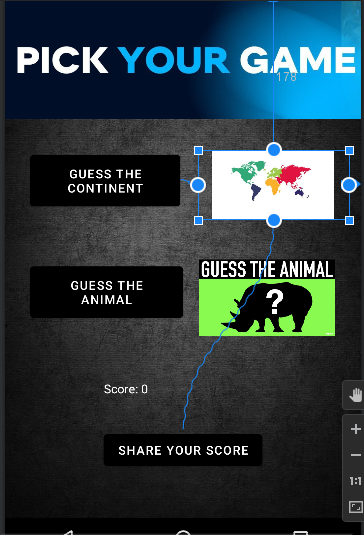 PICK YOUR GAME
178
GUESS THE
CONTINENT
GUESS THE ANIMAL
GUESS THE
ANIMAL
?
Score: 0
SHARE YOUR SCORE
1:1